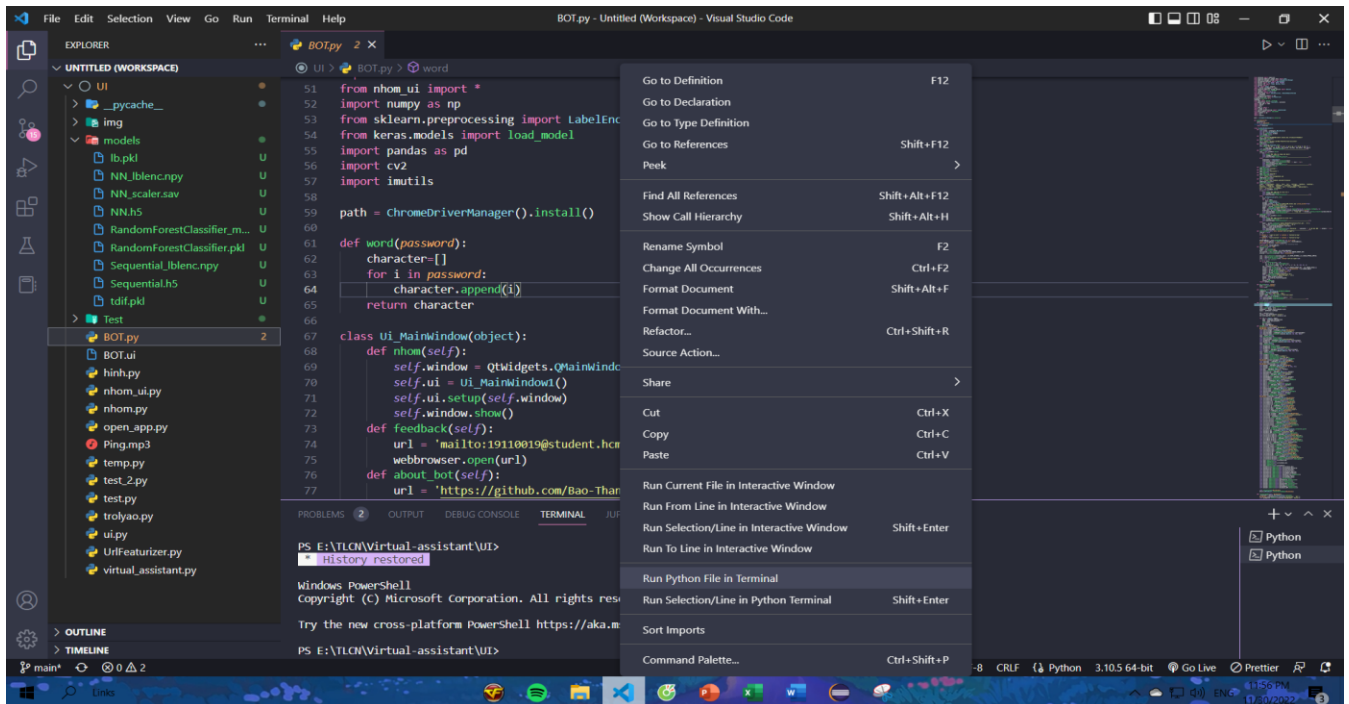 File Edit Selection View Go Run Terminal Help
BOT.py - Untitled (Workspace) - Visual Studio Code
EXPLORER
UNTITLED (WORKSPACE)
UI
_pycache_
img
models
lb.pkl U
NN_lblenc.npy U
NN_scaler.sav U
NN.h5 U
RandomForestClassifier_m... U
RandomForestClassifier.pkl U
Sequential_lblenc.npy U
Sequential.h5 U
tdif.pkl U
Test
BOT.py 2
BOT.ui
hinh.py
nhom_ui.py
nhom.py
open_app.py
Ping.mp3
temp.py
test_2.py
test.py
trolyao.py
ui.py
UrlFeaturizer.py
virtual_assistant.py
OUTLINE
TIMELINE
15
BOT.py 2
UI > BOT.py > word
51 from nhom_ui import *
52 import numpy as np
53 from sklearn.preprocessing import LabelEnc
54 from keras.models import load_model
55 import pandas as pd
56 import cv2
57 import imutils
58
59 path = ChromeDriverManager().install()
60
61 def word(password):
62 character=[]
63 for i in password:
64 character.append(i)
65 return character
66
67 class Ui_MainWindow(object):
68 def nhom(self):
69 self.window = QtWidgets.QMainWindo
70 self.ui = Ui_MainWindow1()
71 self.ui.setup(self.window)
72 self.window.show()
73 def feedback(self):
74 url = 'mailto:19110019@student.hcm
75 webbrowser.open(url)
76 def about_bot(self):
77 url = 'https://github.com/Bao-Than
Go to Definition F12
Go to Declaration
Go to Type Definition
Go to References Shift+F12
Peek
Find All References Shift+Alt+F12
Show Call Hierarchy Shift+Alt+H
Rename Symbol F2
Change All Occurrences Ctrl+F2
Format Document Shift+Alt+F
Format Document With...
Refactor... Ctrl+Shift+R
Source Action...
Share
Cut Ctrl+X
Copy Ctrl+C
Paste Ctrl+V
Run Current File in Interactive Window
Run From Line in Interactive Window
Run Selection/Line in Interactive Window Shift+Enter
Run To Line in Interactive Window
Run Python File in Terminal
Run Selection/Line in Python Terminal Shift+Enter
Sort Imports
Command Palette... Ctrl+Shift+P
PROBLEMS 2 OUTPUT DEBUG CONSOLE TERMINAL JUP
PS E:\TLCN\Virtual-assistant\UI>
* History restored
Windows PowerShell
Copyright (C) Microsoft Corporation. All rights rese
Try the new cross-platform PowerShell https://aka.m
PS E:\TLCN\Virtual-assistant\UI>
Python
Python
main* 0 2
-8 CRLF Python 3.10.5 64-bit Go Live Prettier
Links
ENG
11:56 PM
11/30/2022
3